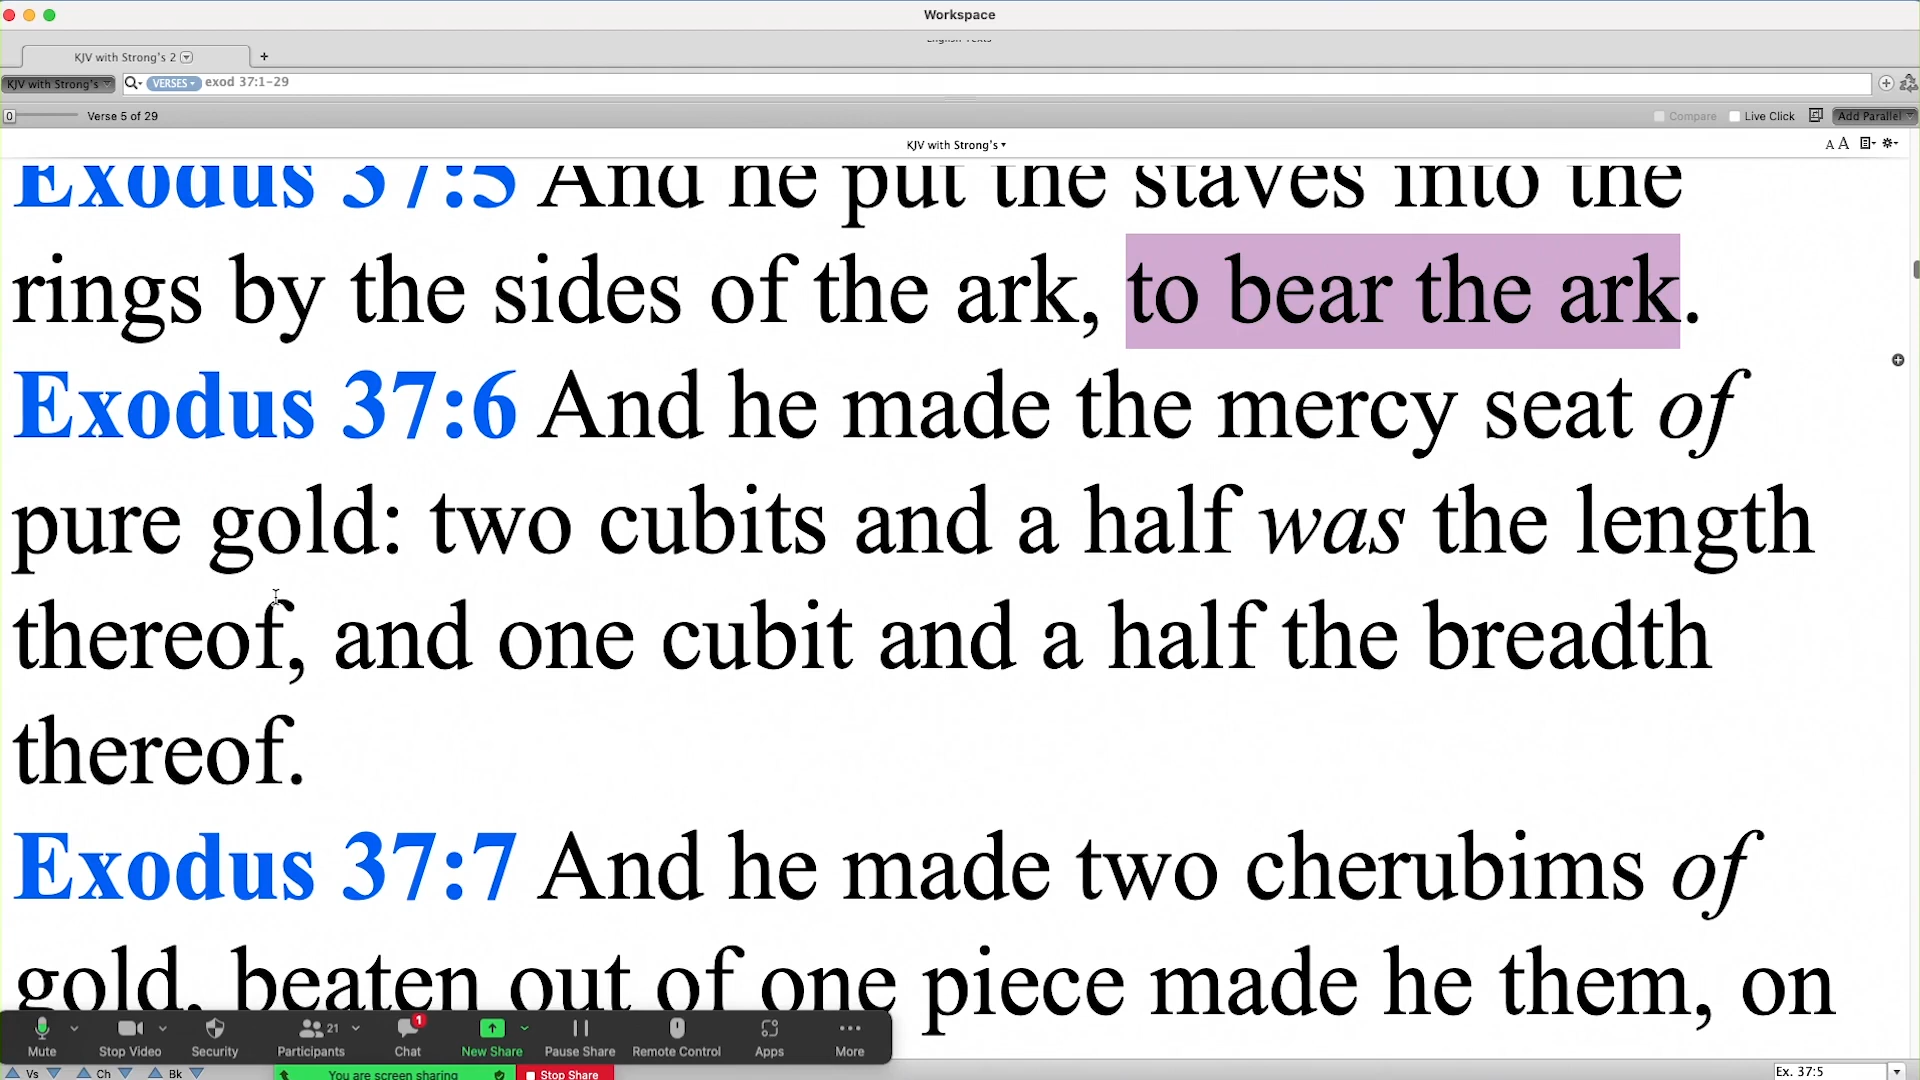 Workspace
English Texts
KJV with Strong's 2
+
KJV with Strong's
VERSES exod 37:1-29
0 Verse 5 of 29
Compare Live Click Add Parallel
KJV with Strong's
A A
Exodus 37:5 And he put the staves into the
rings by the sides of the ark, to bear the ark.
Exodus 37:6 And he made the mercy seat of
pure gold: two cubits and a half was the length
thereof, and one cubit and a half the breadth
thereof.
Exodus 37:7 And he made two cherubims of
gold, beaten out of one piece made he them, on
21 1
Mute Stop Video Security Participants Chat New Share Pause Share Remote Control Apps More
Vs Ch Bk You are screen sharing Stop Share Ex. 37:5